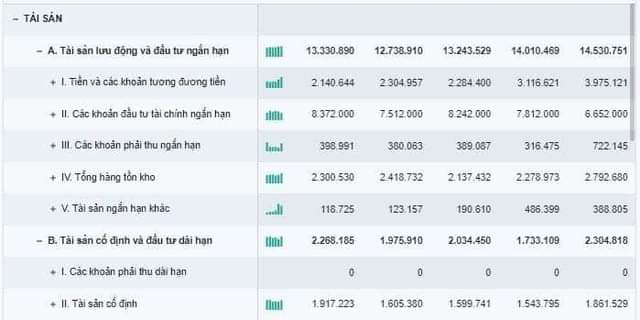 − TÀI SẢN
− A. Tài sản lưu động và đầu tư ngắn hạn 13.330.890 12.738.910 13.243.529 14.010.469 14.530.751
+ I. Tiền và các khoản tương đương tiền 2.140.644 2.304.957 2.284.400 3.116.621 3.975.121
+ II. Các khoản đầu tư tài chính ngắn hạn 8.372.000 7.512.000 8.242.000 7.812.000 6.652.000
+ III. Các khoản phải thu ngắn hạn 398.991 380.063 389.087 316.475 722.145
+ IV. Tổng hàng tồn kho 2.300.530 2.418.732 2.137.432 2.278.973 2.792.680
+ V. Tài sản ngắn hạn khác 118.725 123.157 190.610 486.399 388.805
− B. Tài sản cố định và đầu tư dài hạn 2.268.185 1.975.910 2.034.450 1.733.109 2.304.818
+ I. Các khoản phải thu dài hạn 0 0 0 0 0
+ II. Tài sản cố định 1.917.223 1.605.380 1.599.741 1.543.795 1.861.529